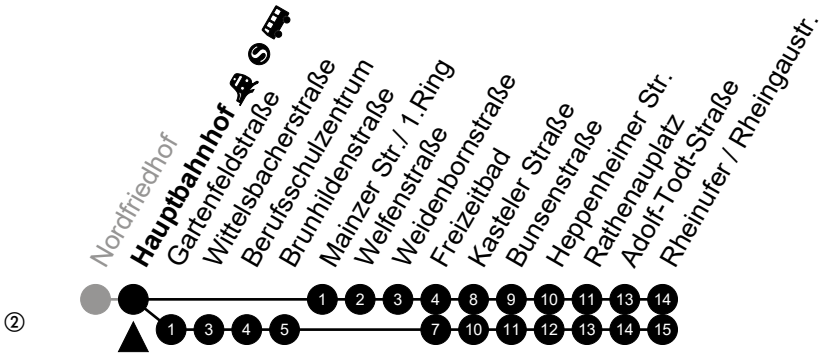 Nordfriedhof
Hauptbahnhof S
Gartenfeldstraße
Wittelsbacherstraße
Berufsschulzentrum
Brunhildenstraße
Mainzer Str./ 1.Ring
Welfenstraße
Weidenbornstraße
Freizeitbad
Kasteler Straße
Bunsenstraße
Heppenheimer Str.
Rathenauplatz
Adolf-Todt-Straße
Rheinufer / Rheingaustr.
1 2 3 4 8 9 10 11 13 14
② 1 3 4 5 7 10 11 12 13 14 15